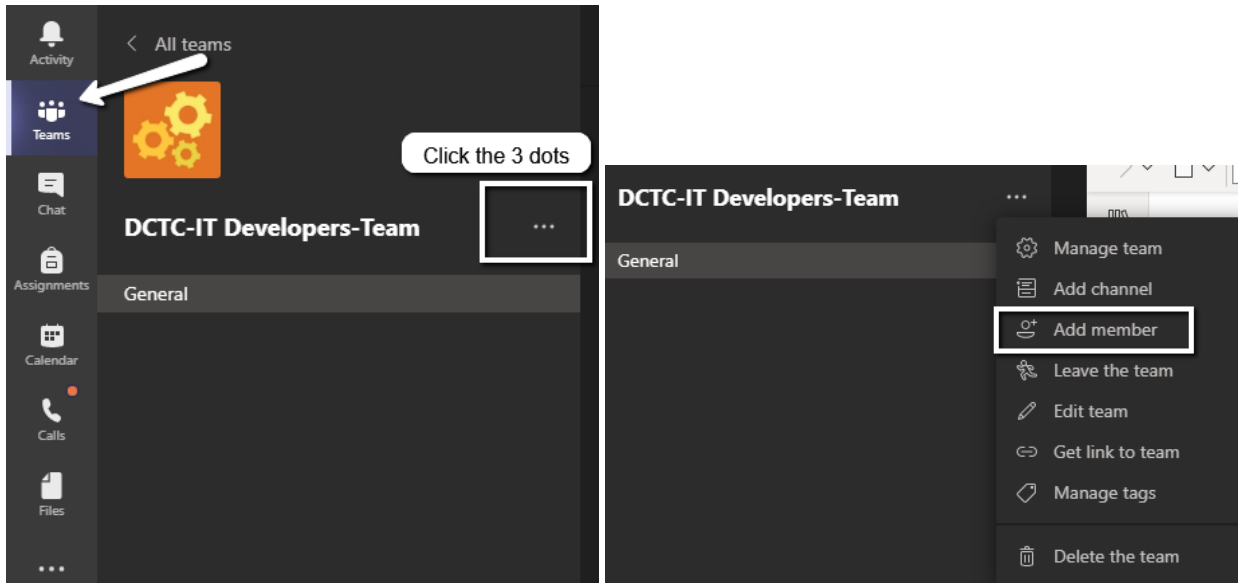 Activity
Teams
Chat
Assignments
Calendar
Calls
Files
All teams
Click the 3 dots
DCTC-IT Developers-Team
General
DCTC-IT Developers-Team
General
Manage team
Add channel
Add member
Leave the team
Edit team
Get link to team
Manage tags
Delete the team